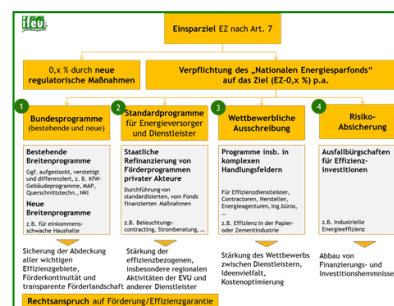 ifeu
Einsparziel EZ nach Art. 7
0,x % durch neue
regulatorische Maßnahmen
Verpflichtung des „Nationalen Energiesparfonds“
auf das Ziel (EZ-0,x %) p.a.
1
Bundesprogramme
(bestehende und neue)
2
Standardprogramme
für Energieversorger
und Dienstleister
3
Wettbewerbliche
Ausschreibung
4
Risiko-
Absicherung
Bestehende
Breitenprogramme
Ggf. aufgestockt, verstetigt
und differenziert, z. B. KfW-
Gebäudeprogramme, MAP,
Querschnittstechn., NKI
Neue
Breitenprogramme
z.B. für einkommens-
schwache Haushalte
Staatliche
Refinanzierung von
Förderprogrammen
privater Akteure
Durchführung von
standardisierten, vom Fonds
finanzierten Maßnahmen
z.B. Beleuchtungs-
contracting, Stromberatung, ...
Programme insb. in
komplexen
Handlungsfeldern
Für Effizienzdienstleister,
Contractoren, Hersteller,
Energieagenturen, Ing.büros,
...
z.B. Effizienz in der Papier-
oder Zementindustrie
Ausfallbürgschaften
für Effizienz-
investitionen
z.B. Industrielle
Energieeffizienz
Sicherung der Abdeckung
aller wichtigen
Effizienzgebiete,
Förderkontinuität und
transparente Förderlandschaft
Stärkung der
effizienzbezogenen,
insbesondere regionalen
Aktivitäten der EVU und
anderer Dienstleister
Stärkung des Wettbewerbs
zwischen Dienstleistern,
Ideenvielfalt,
Kostenoptimierung
Abbau von
Finanzierungs- und
Investitionshemmnissen
Rechtsanspruch auf Förderung/Effizienzgarantie